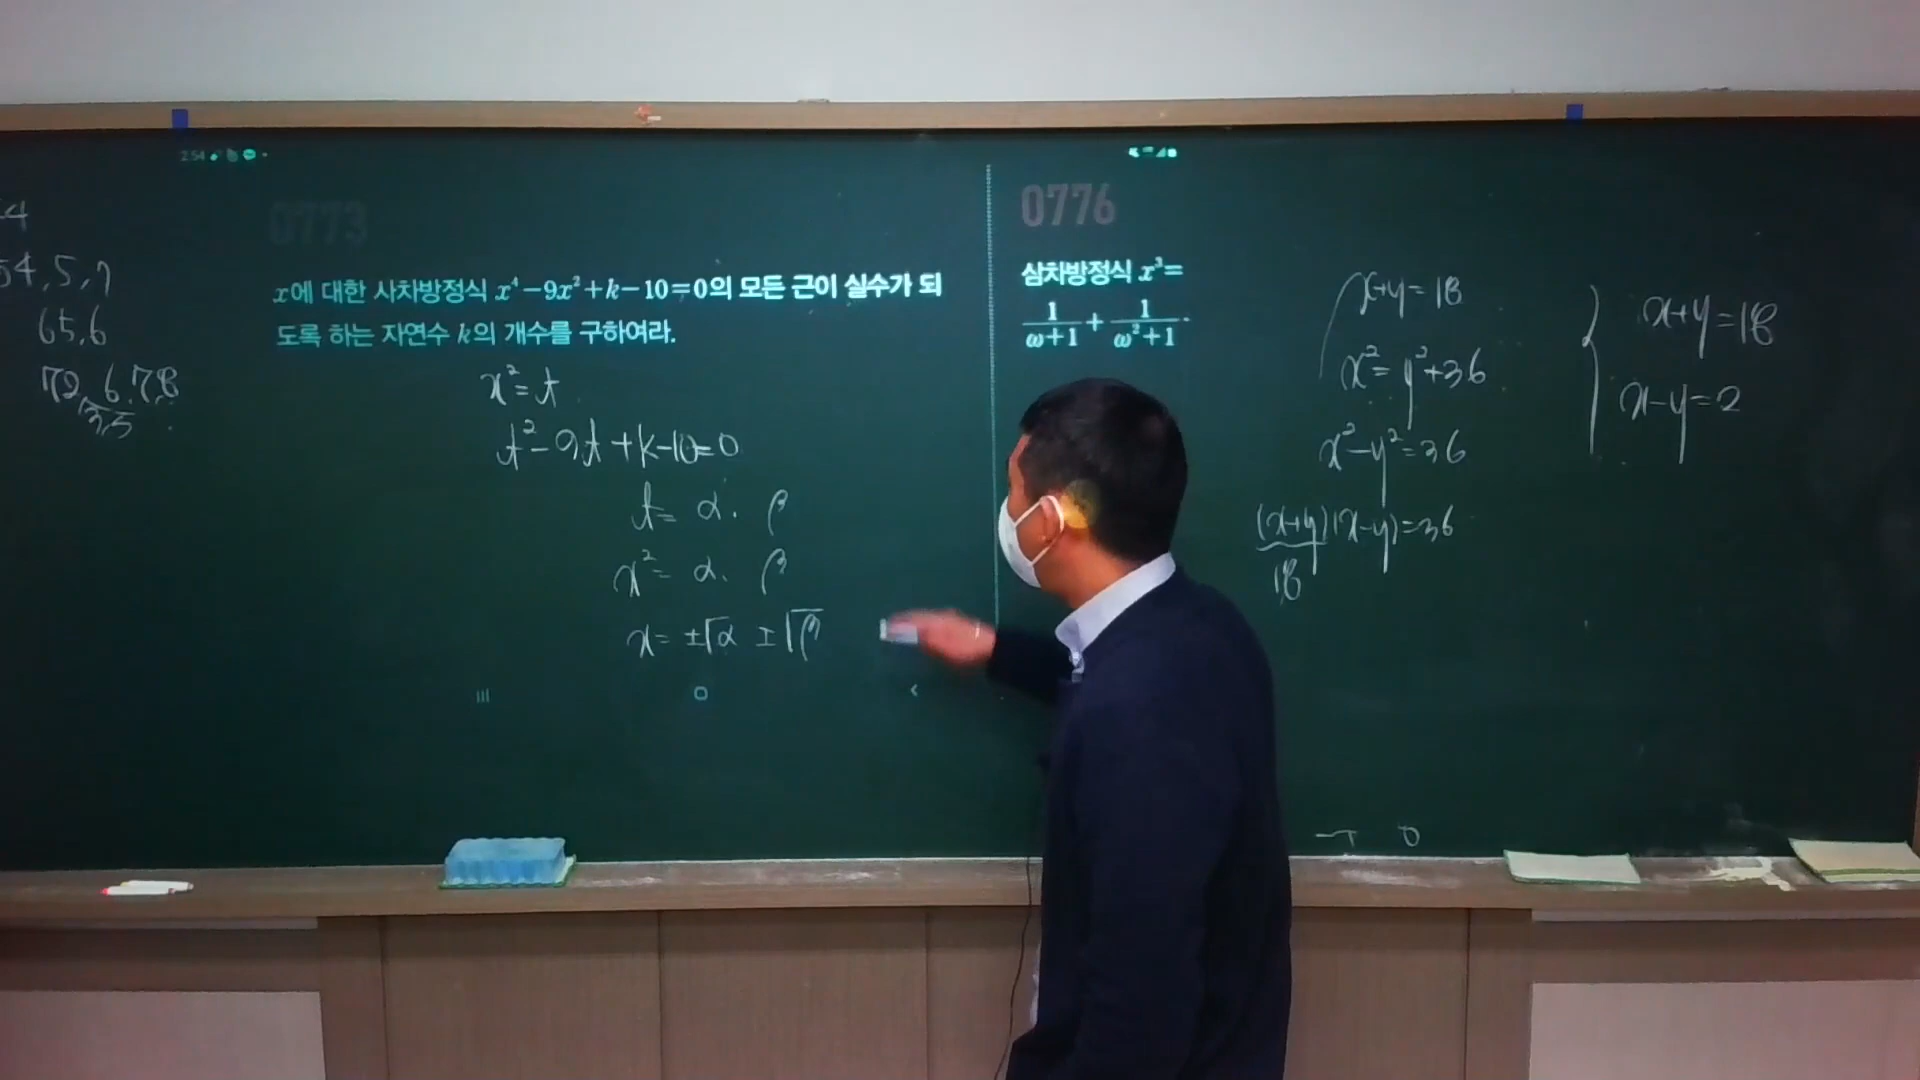 2:54
54,5,7
65.6
72.6.78
0773
x에 대한 사차방정식 x⁴-9x²+k-10=0의 모든 근이 실수가 되
도록 하는 자연수 k의 개수를 구하여라.
x²=t
t²-9t+k-10=0
t= α. β
x²= α. β
x= ±√α ±√β
0776
삼차방정식 x³=
1/(ω+1) + 1/(ω²+1)
x+y=18
x²=y²+36
x²-y²=36
(x+y)(x-y)=36
18
x+y=18
x-y=2